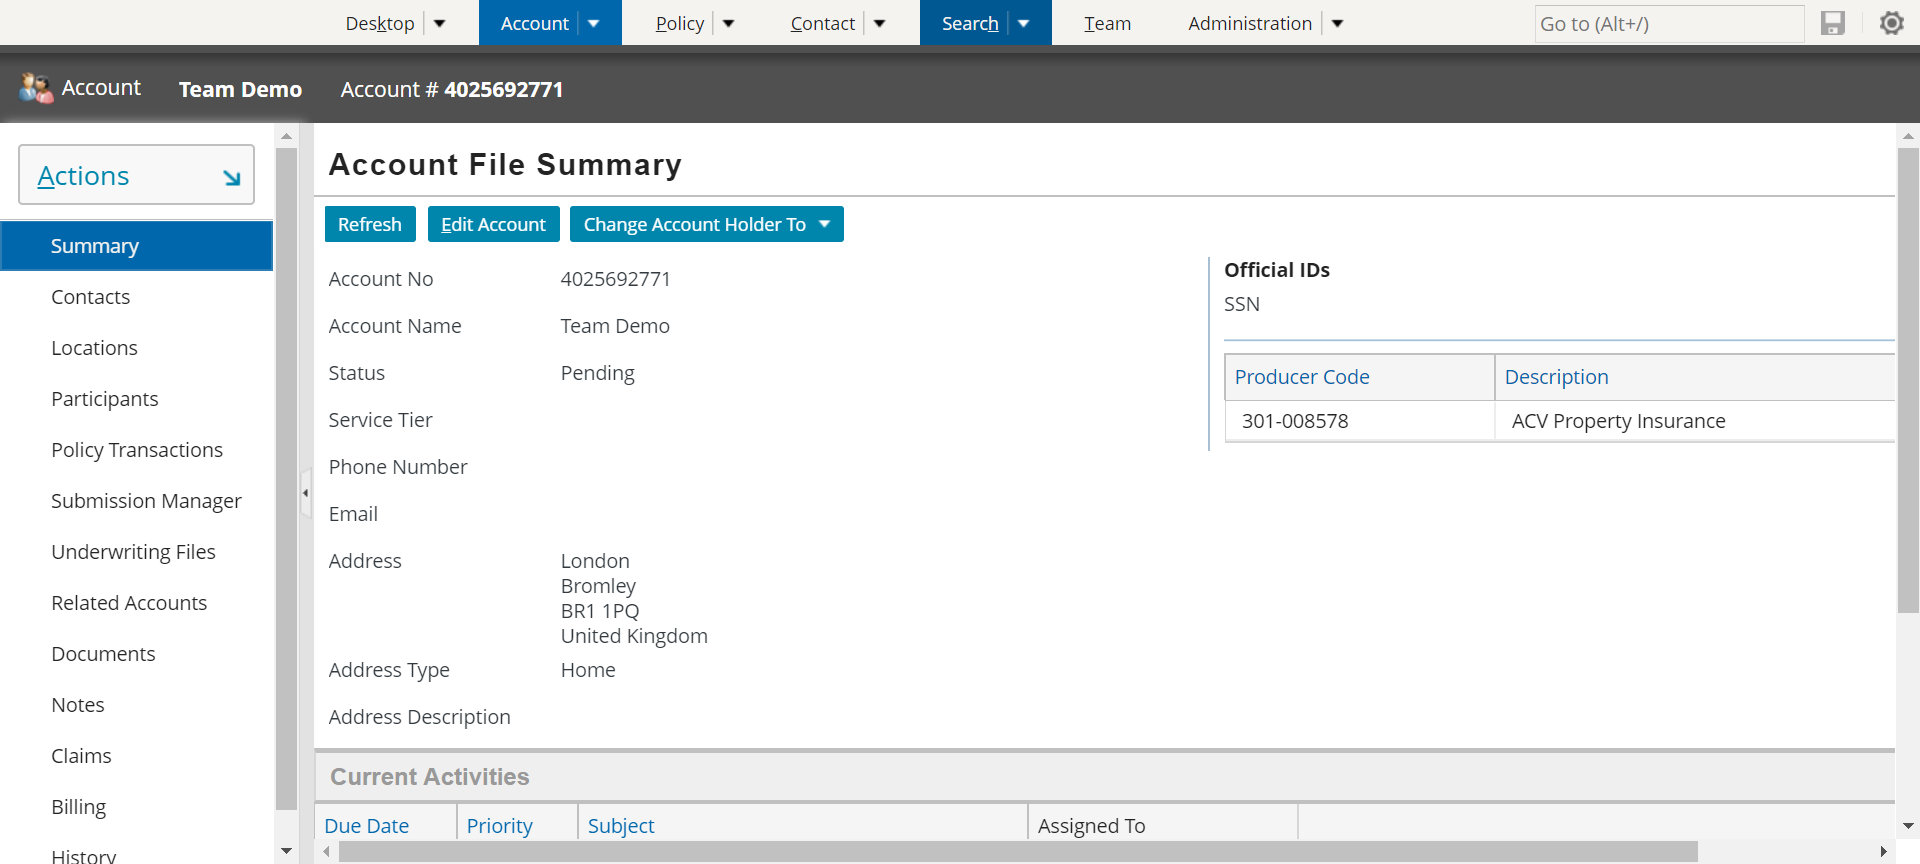 Desktop
Account
Policy
Contact
Search
Team
Administration
Go to (Alt+/)
Account
Team Demo
Account # 4025692771
Actions
Summary
Contacts
Locations
Participants
Policy Transactions
Submission Manager
Underwriting Files
Related Accounts
Documents
Notes
Claims
Billing
History
Account File Summary
Refresh
Edit Account
Change Account Holder To
Account No 4025692771
Account Name Team Demo
Status Pending
Service Tier
Phone Number
Email
Address London
Bromley
BR1 1PQ
United Kingdom
Address Type Home
Address Description
Official IDs
SSN
Producer Code Description
301-008578 ACV Property Insurance
Current Activities
Due Date Priority Subject Assigned To